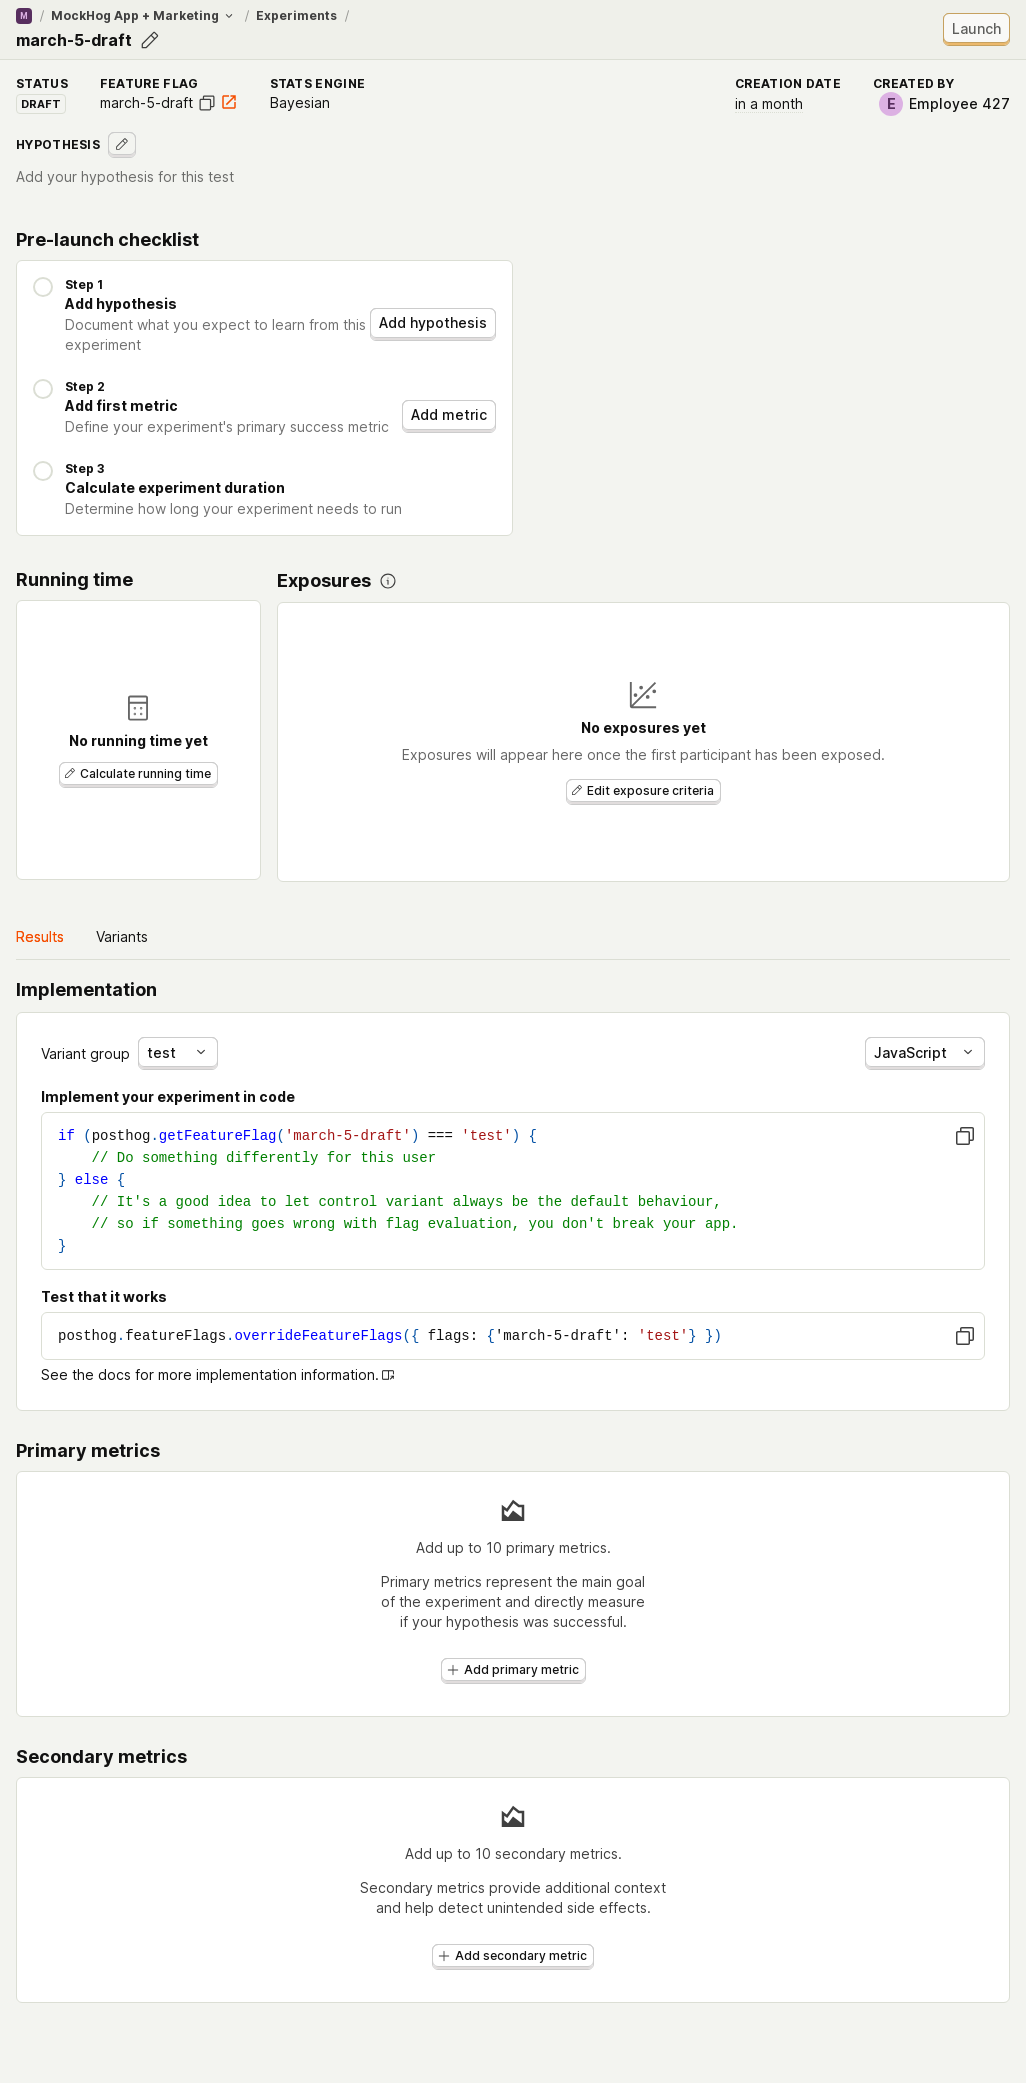 M / MockHog App + Marketing / Experiments /
march-5-draft
Launch
STATUS
DRAFT
FEATURE FLAG
march-5-draft
STATS ENGINE
Bayesian
CREATION DATE
in a month
CREATED BY
E Employee 427
HYPOTHESIS
Add your hypothesis for this test
Pre-launch checklist
Step 1
Add hypothesis
Document what you expect to learn from this
experiment
Add hypothesis
Step 2
Add first metric
Define your experiment's primary success metric
Add metric
Step 3
Calculate experiment duration
Determine how long your experiment needs to run
Running time
No running time yet
Calculate running time
Exposures
No exposures yet
Exposures will appear here once the first participant has been exposed.
Edit exposure criteria
Results Variants
Implementation
Variant group test JavaScript
Implement your experiment in code
if (posthog.getFeatureFlag('march-5-draft') === 'test') {
    // Do something differently for this user
} else {
    // It's a good idea to let control variant always be the default behaviour,
    // so if something goes wrong with flag evaluation, you don't break your app.
}
Test that it works
posthog.featureFlags.overrideFeatureFlags({ flags: {'march-5-draft': 'test'} })
See the docs for more implementation information.
Primary metrics
Add up to 10 primary metrics.
Primary metrics represent the main goal
of the experiment and directly measure
if your hypothesis was successful.
Add primary metric
Secondary metrics
Add up to 10 secondary metrics.
Secondary metrics provide additional context
and help detect unintended side effects.
Add secondary metric